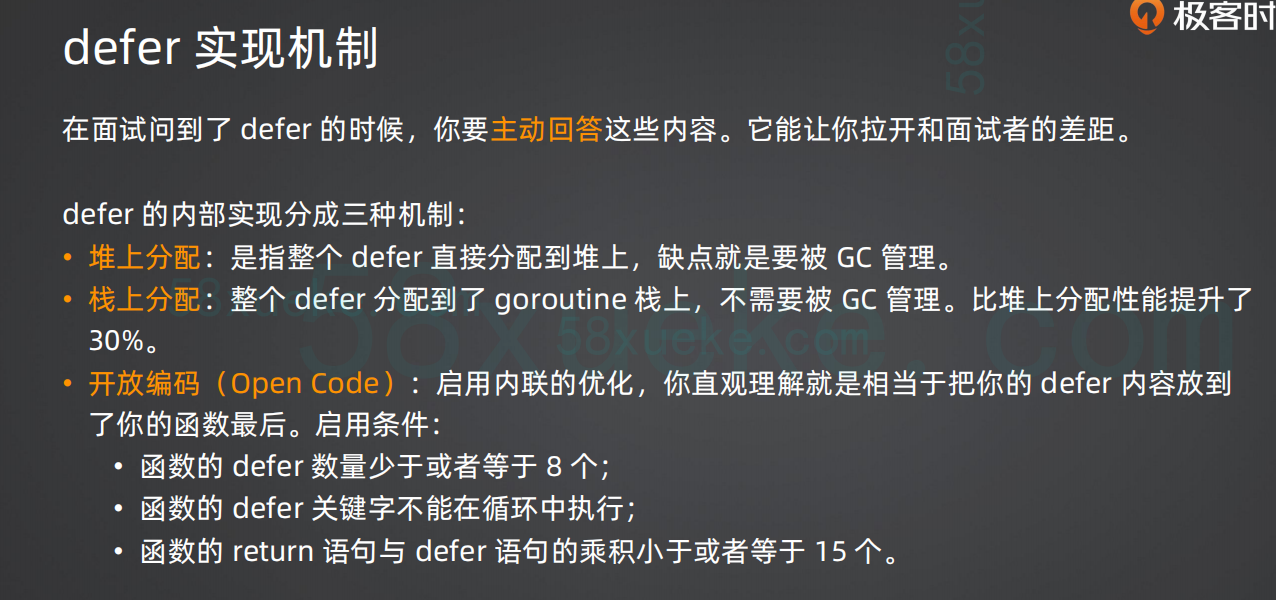 极客时
defer 实现机制
58xu
在面试问到了 defer 的时候，你要主动回答这些内容。它能让你拉开和面试者的差距。
defer 的内部实现分成三种机制：
• 堆上分配：是指整个 defer 直接分配到堆上，缺点就是要被 GC 管理。
• 栈上分配：整个 defer 分配到了 goroutine 栈上，不需要被 GC 管理。比堆上分配性能提升了
30%。
58xueke.com
58xueke.com
• 开放编码（Open Code）：启用内联的优化，你直观理解就是相当于把你的 defer 内容放到
了你的函数最后。启用条件：
• 函数的 defer 数量少于或者等于 8 个；
• 函数的 defer 关键字不能在循环中执行；
• 函数的 return 语句与 defer 语句的乘积小于或者等于 15 个。